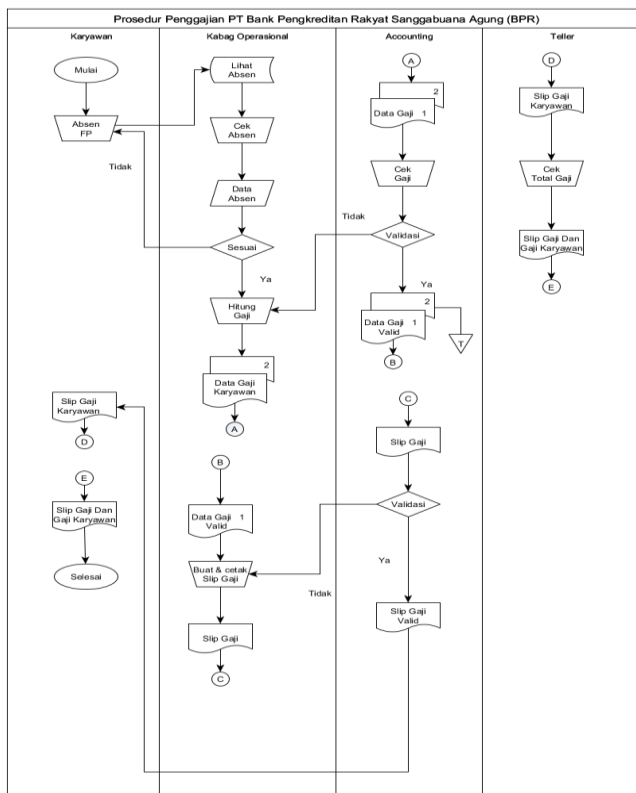 Prosedur Penggajian PT Bank Pengkreditan Rakyat Sanggabuana Agung (BPR)
Karyawan
Kabag Operasional
Accounting
Teller
Mulai
Absen
FP
Tidak
Slip Gaji
Karyawan
D
E
Slip Gaji Dan
Gaji Karyawan
Selesai
Lihat
Absen
Cek
Absen
Data
Absen
Sesuai
Ya
Hitung
Gaji
2
Data Gaji
Karyawan
A
B
Data Gaji 1
Valid
Buat & cetak
Slip Gaji
Slip Gaji
C
A
2
Data Gaji 1
Cek
Gaji
Tidak
Validasi
Ya
2
Data Gaji 1
Valid
T
B
C
Slip Gaji
Validasi
Ya
Tidak
Slip Gaji
Valid
D
Slip Gaji
Karyawan
Cek
Total Gaji
Slip Gaji Dan
Gaji Karyawan
E